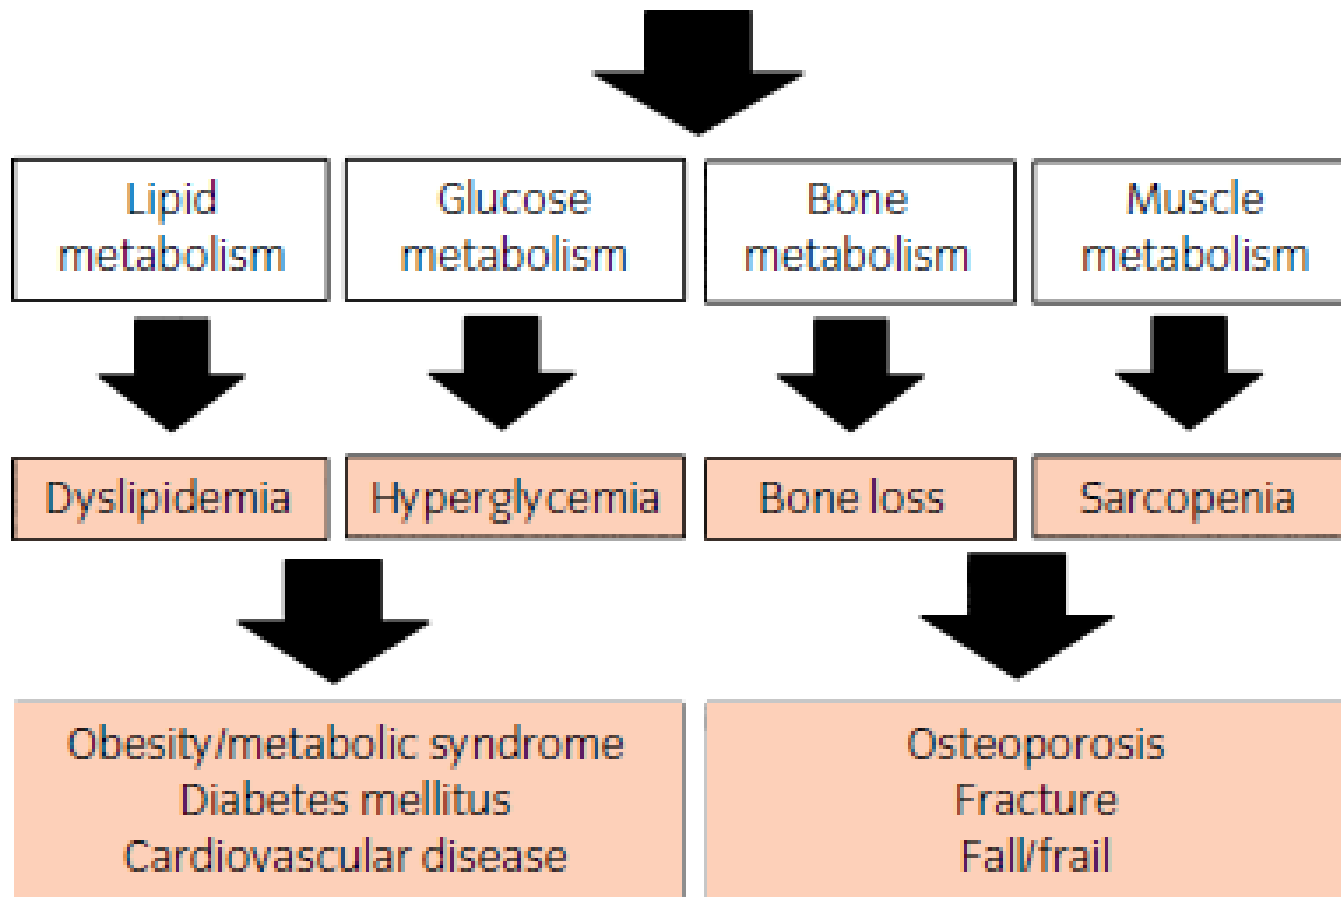 Lipid
metabolism
Glucose
metabolism
Bone
metabolism
Muscle
metabolism
Dyslipidemia
Hyperglycemia
Bone loss
Sarcopenia
Obesity/metabolic syndrome
Diabetes mellitus
Cardiovascular disease
Osteoporosis
Fracture
Fall/frail